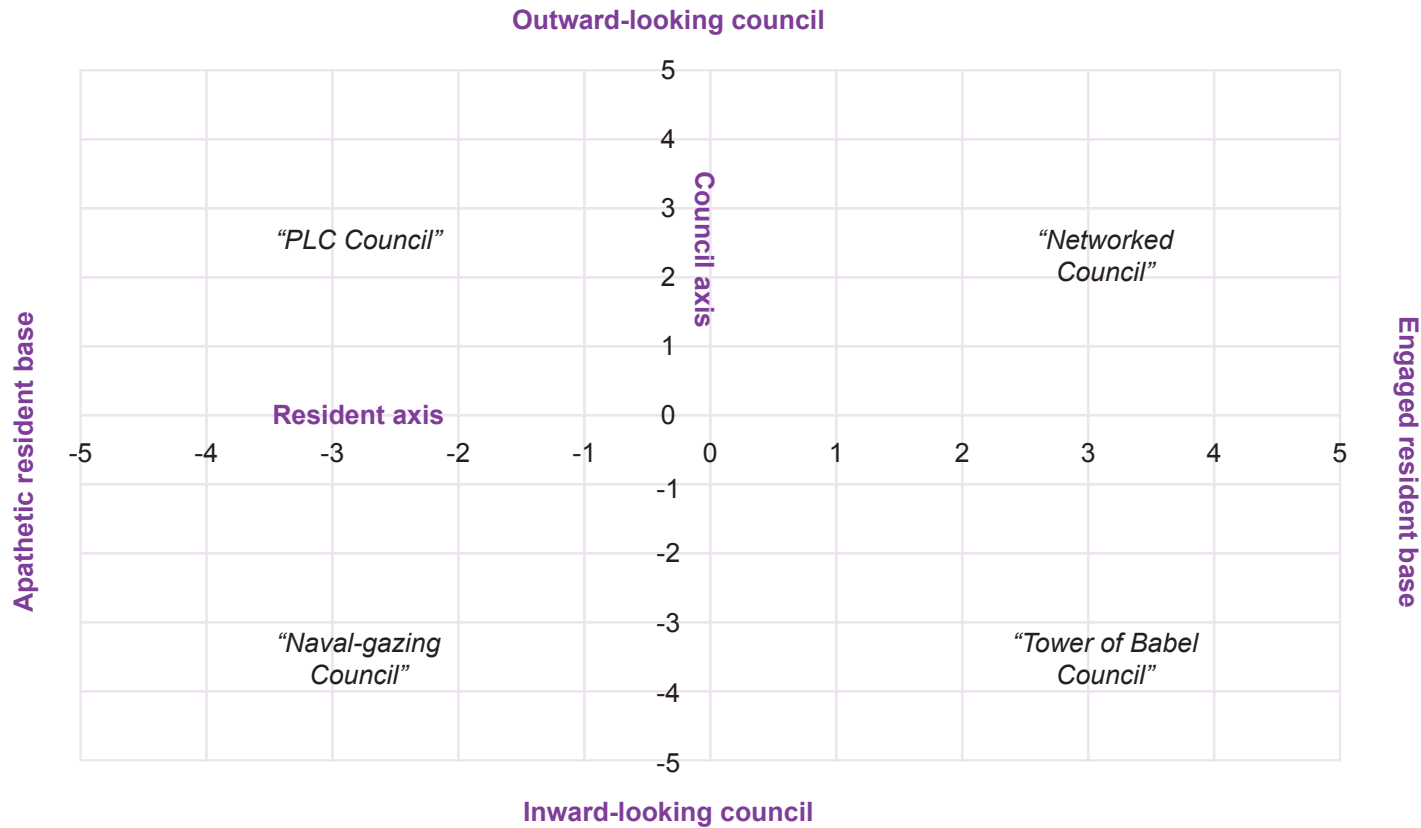 Outward-looking council
5
4
Council axis
3
“PLC Council”
“Networked
Council”
2
1
Apathetic resident base
Engaged resident base
Resident axis
0
-5 -4 -3 -2 -1 0 1 2 3 4 5
-1
-2
-3
“Naval-gazing
Council”
“Tower of Babel
Council”
-4
-5
Inward-looking council